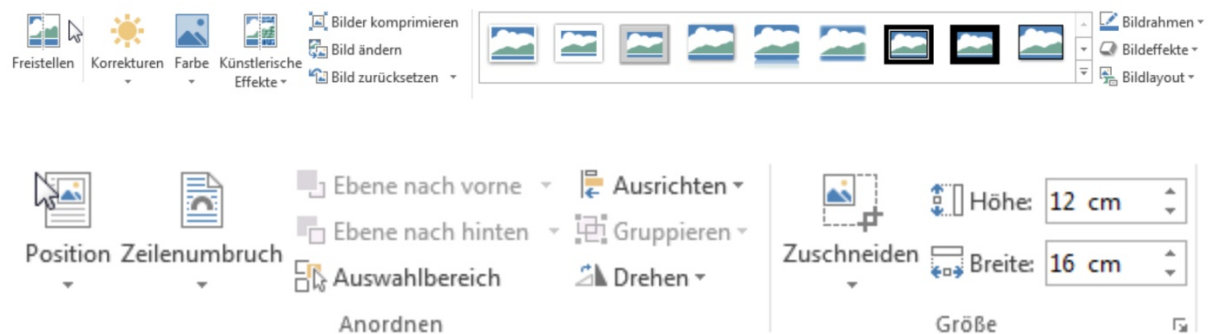 Freistellen
Korrekturen
Farbe
Künstlerische
Effekte
Bilder komprimieren
Bild ändern
Bild zurücksetzen
Bildrahmen
Bildeffekte
Bildlayout
Position
Zeilenumbruch
Ebene nach vorne
Ebene nach hinten
Auswahlbereich
Ausrichten
Gruppieren
Drehen
Anordnen
Zuschneiden
Höhe: 12 cm
Breite: 16 cm
Größe